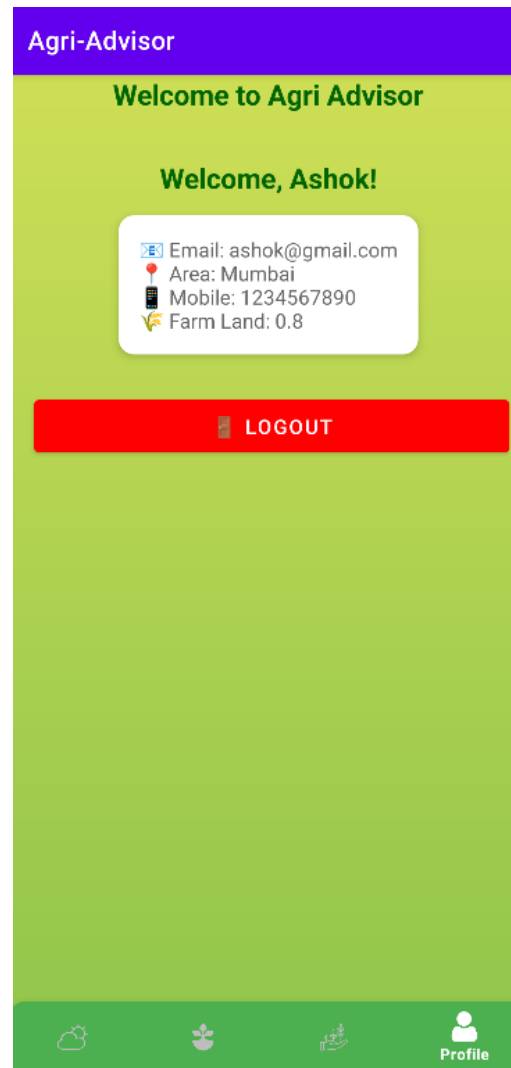 Agri-Advisor
Welcome to Agri Advisor
Welcome, Ashok!
📧 Email: ashok@gmail.com
📍 Area: Mumbai
📱 Mobile: 1234567890
🌾 Farm Land: 0.8
🚪 LOGOUT
Profile